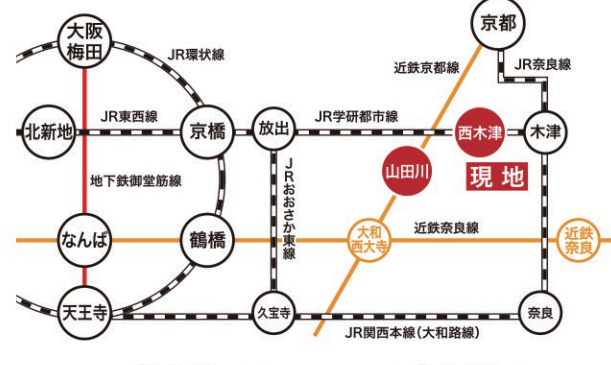 京都
大阪
梅田
JR環状線
近鉄京都線
JR奈良線
JR東西線
JR学研都市線
北新地
京橋
放出
西木津
木津
現地
山田川
地下鉄御堂筋線
JRおおさか東線
なんば
鶴橋
大和
西大寺
近鉄奈良線
近鉄
奈良
天王寺
久宝寺
奈良
JR関西本線(大和路線)